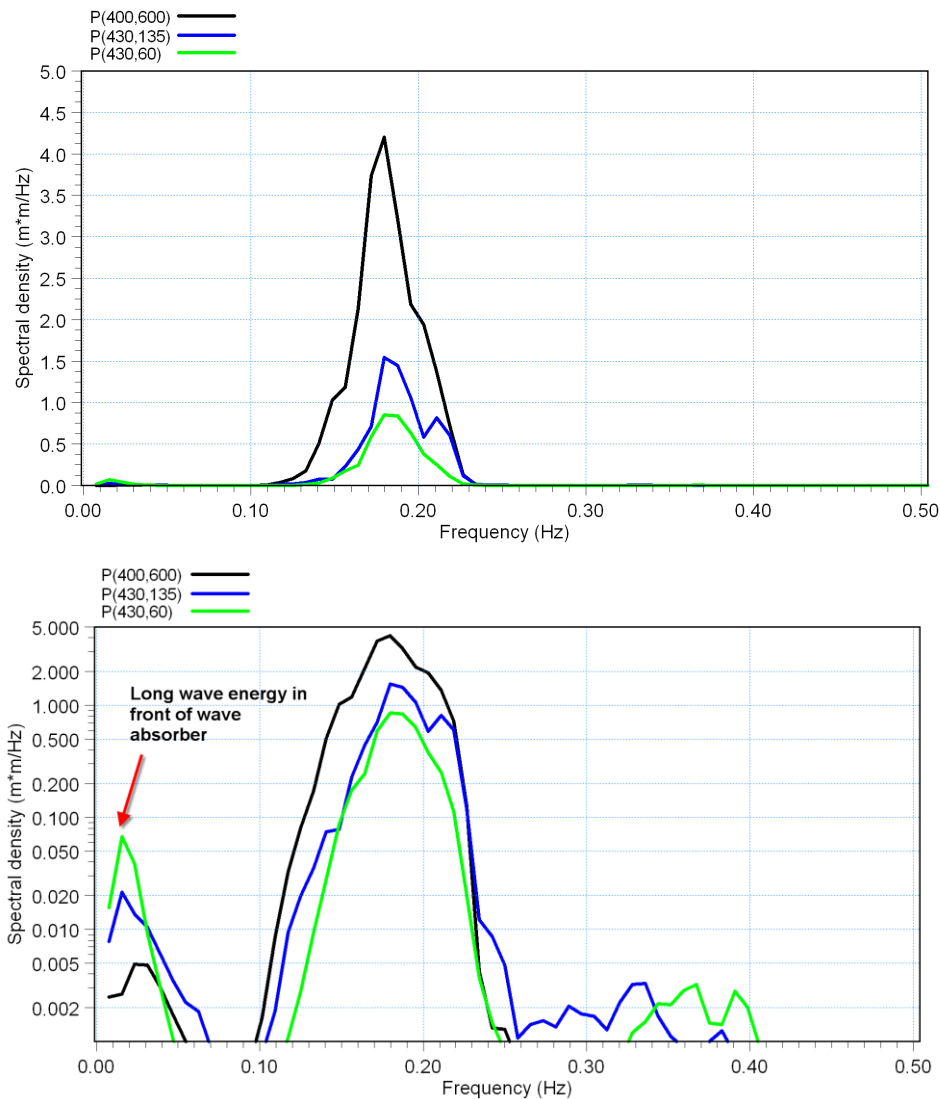 P(400,600)
P(430,135)
P(430,60)
5.0
4.5
4.0
3.5
3.0
2.5
2.0
1.5
1.0
0.5
0.0
Spectral density (m*m/Hz)
0.00 0.10 0.20 0.30 0.40 0.50
Frequency (Hz)
P(400,600)
P(430,135)
P(430,60)
5.000
2.000
1.000
0.500
0.200
0.100
0.050
0.020
0.010
0.005
0.002
Spectral density (m*m/Hz)
Long wave energy in
front of wave
absorber
0.00 0.10 0.20 0.30 0.40 0.50
Frequency (Hz)